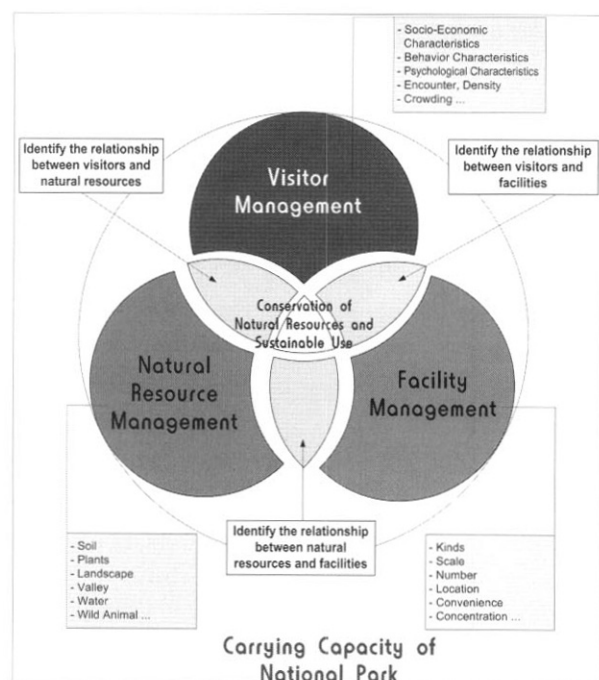 - Socio-Economic
Characteristics
- Behavior Characteristics
- Psychological Characteristics
- Encounter, Density
- Crowding ...
Identify the relationship
between visitors and
natural resources
Identify the relationship
between visitors and
facilities
Visitor
Management
Conservation of
Natural Resources and
Sustainable Use
Natural
Resource
Management
Facility
Management
Identify the relationship
between natural
resources and facilities
- Soil
- Plants
- Landscape
- Valley
- Water
- Wild Animal ...
- Kinds
- Scale
- Number
- Location
- Convenience
- Concentration ...
Carrying Capacity of
National Park